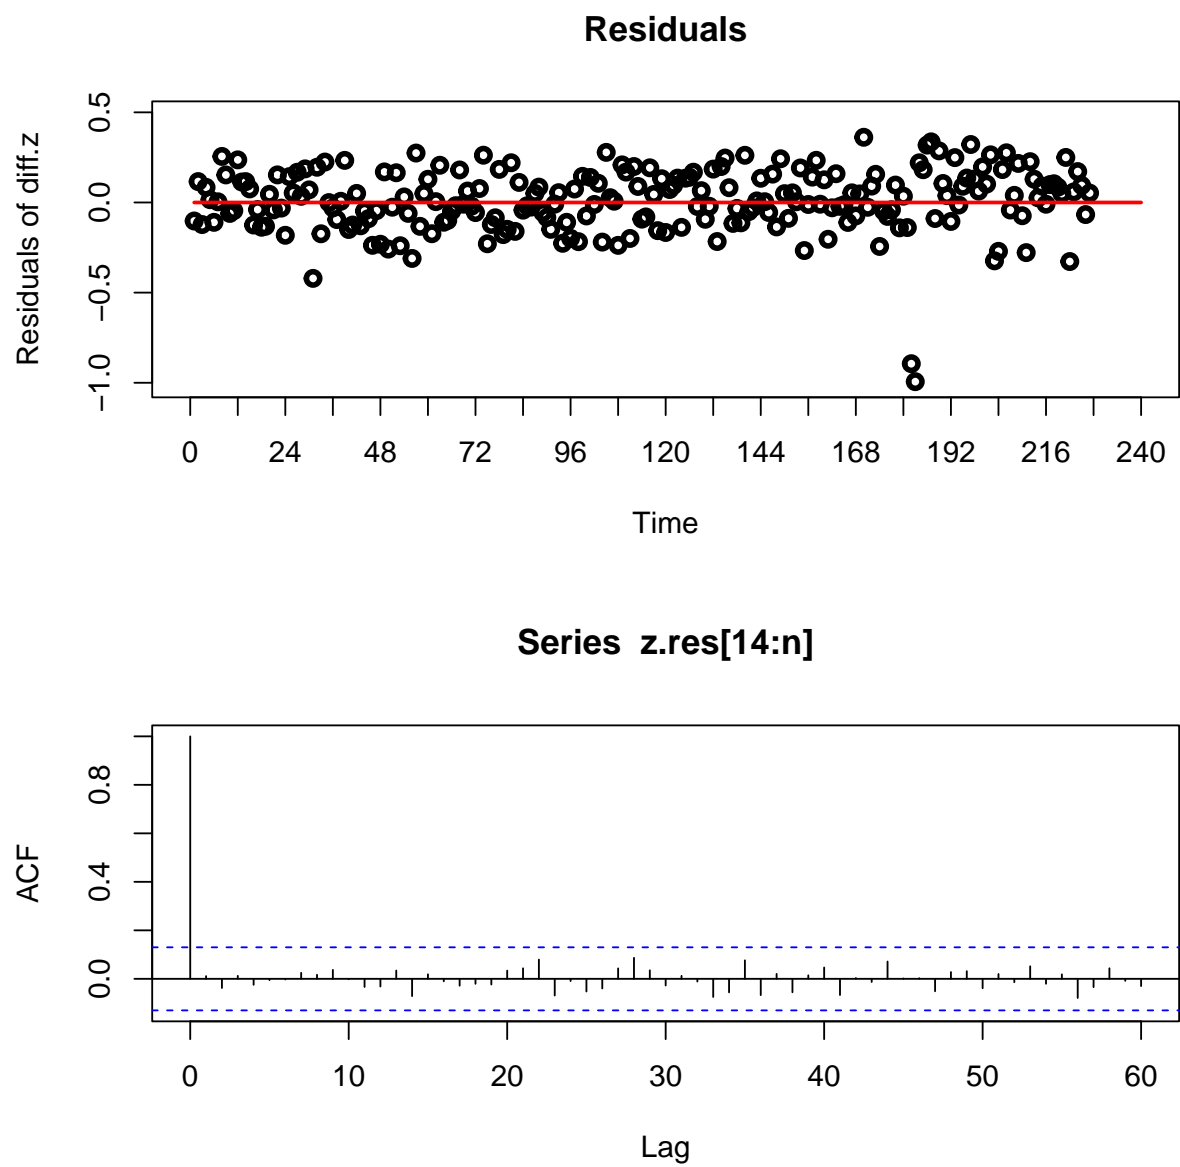 Residuals
Residuals of diff.z
0.5
0.0
−0.5
−1.0
0 24 48 72 96 120 144 168 192 216 240
Time
Series z.res[14:n]
ACF
0.8
0.4
0.0
0 10 20 30 40 50 60
Lag